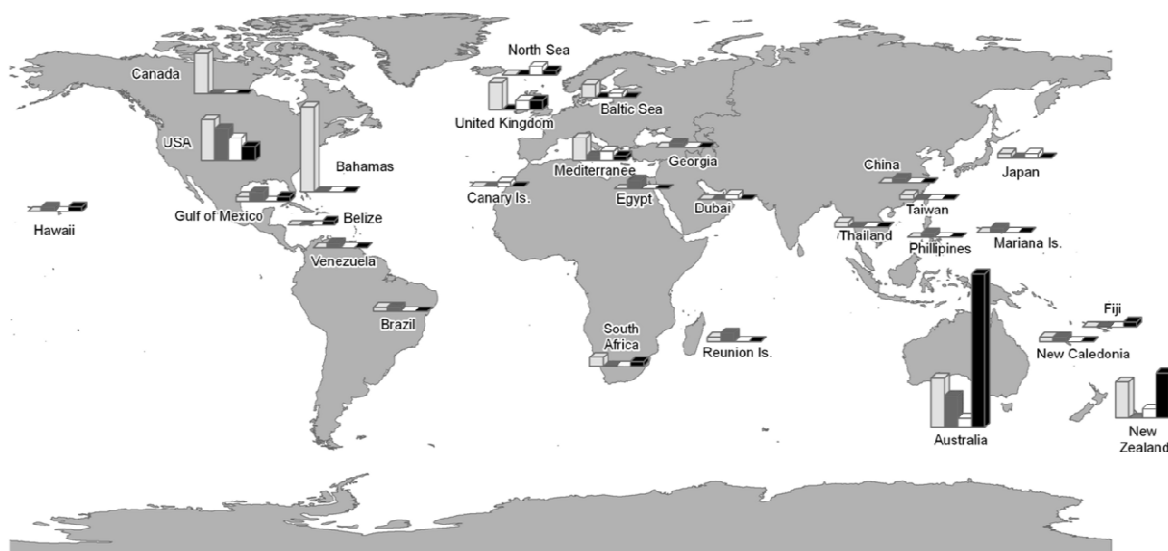 North Sea
Canada
Baltic Sea
United Kingdom
USA
Bahamas
Mediterranee
Georgia
China
Japan
Canary Is.
Egypt
Dubai
Taiwan
Gulf of Mexico
Belize
Hawaii
Thailand
Phillipines
Mariana Is.
Venezuela
Brazil
South
Africa
Reunion Is.
Fiji
New Caledonia
Australia
New
Zealand